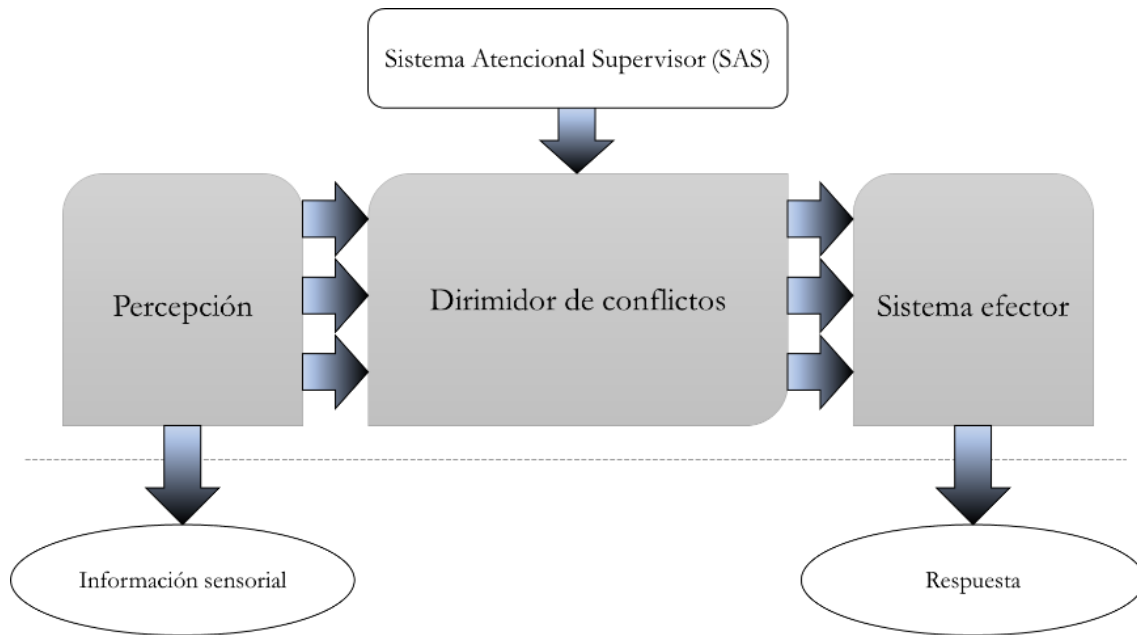 Sistema Atencional Supervisor (SAS)
Percepción
Dirimidor de conflictos
Sistema efector
Información sensorial
Respuesta